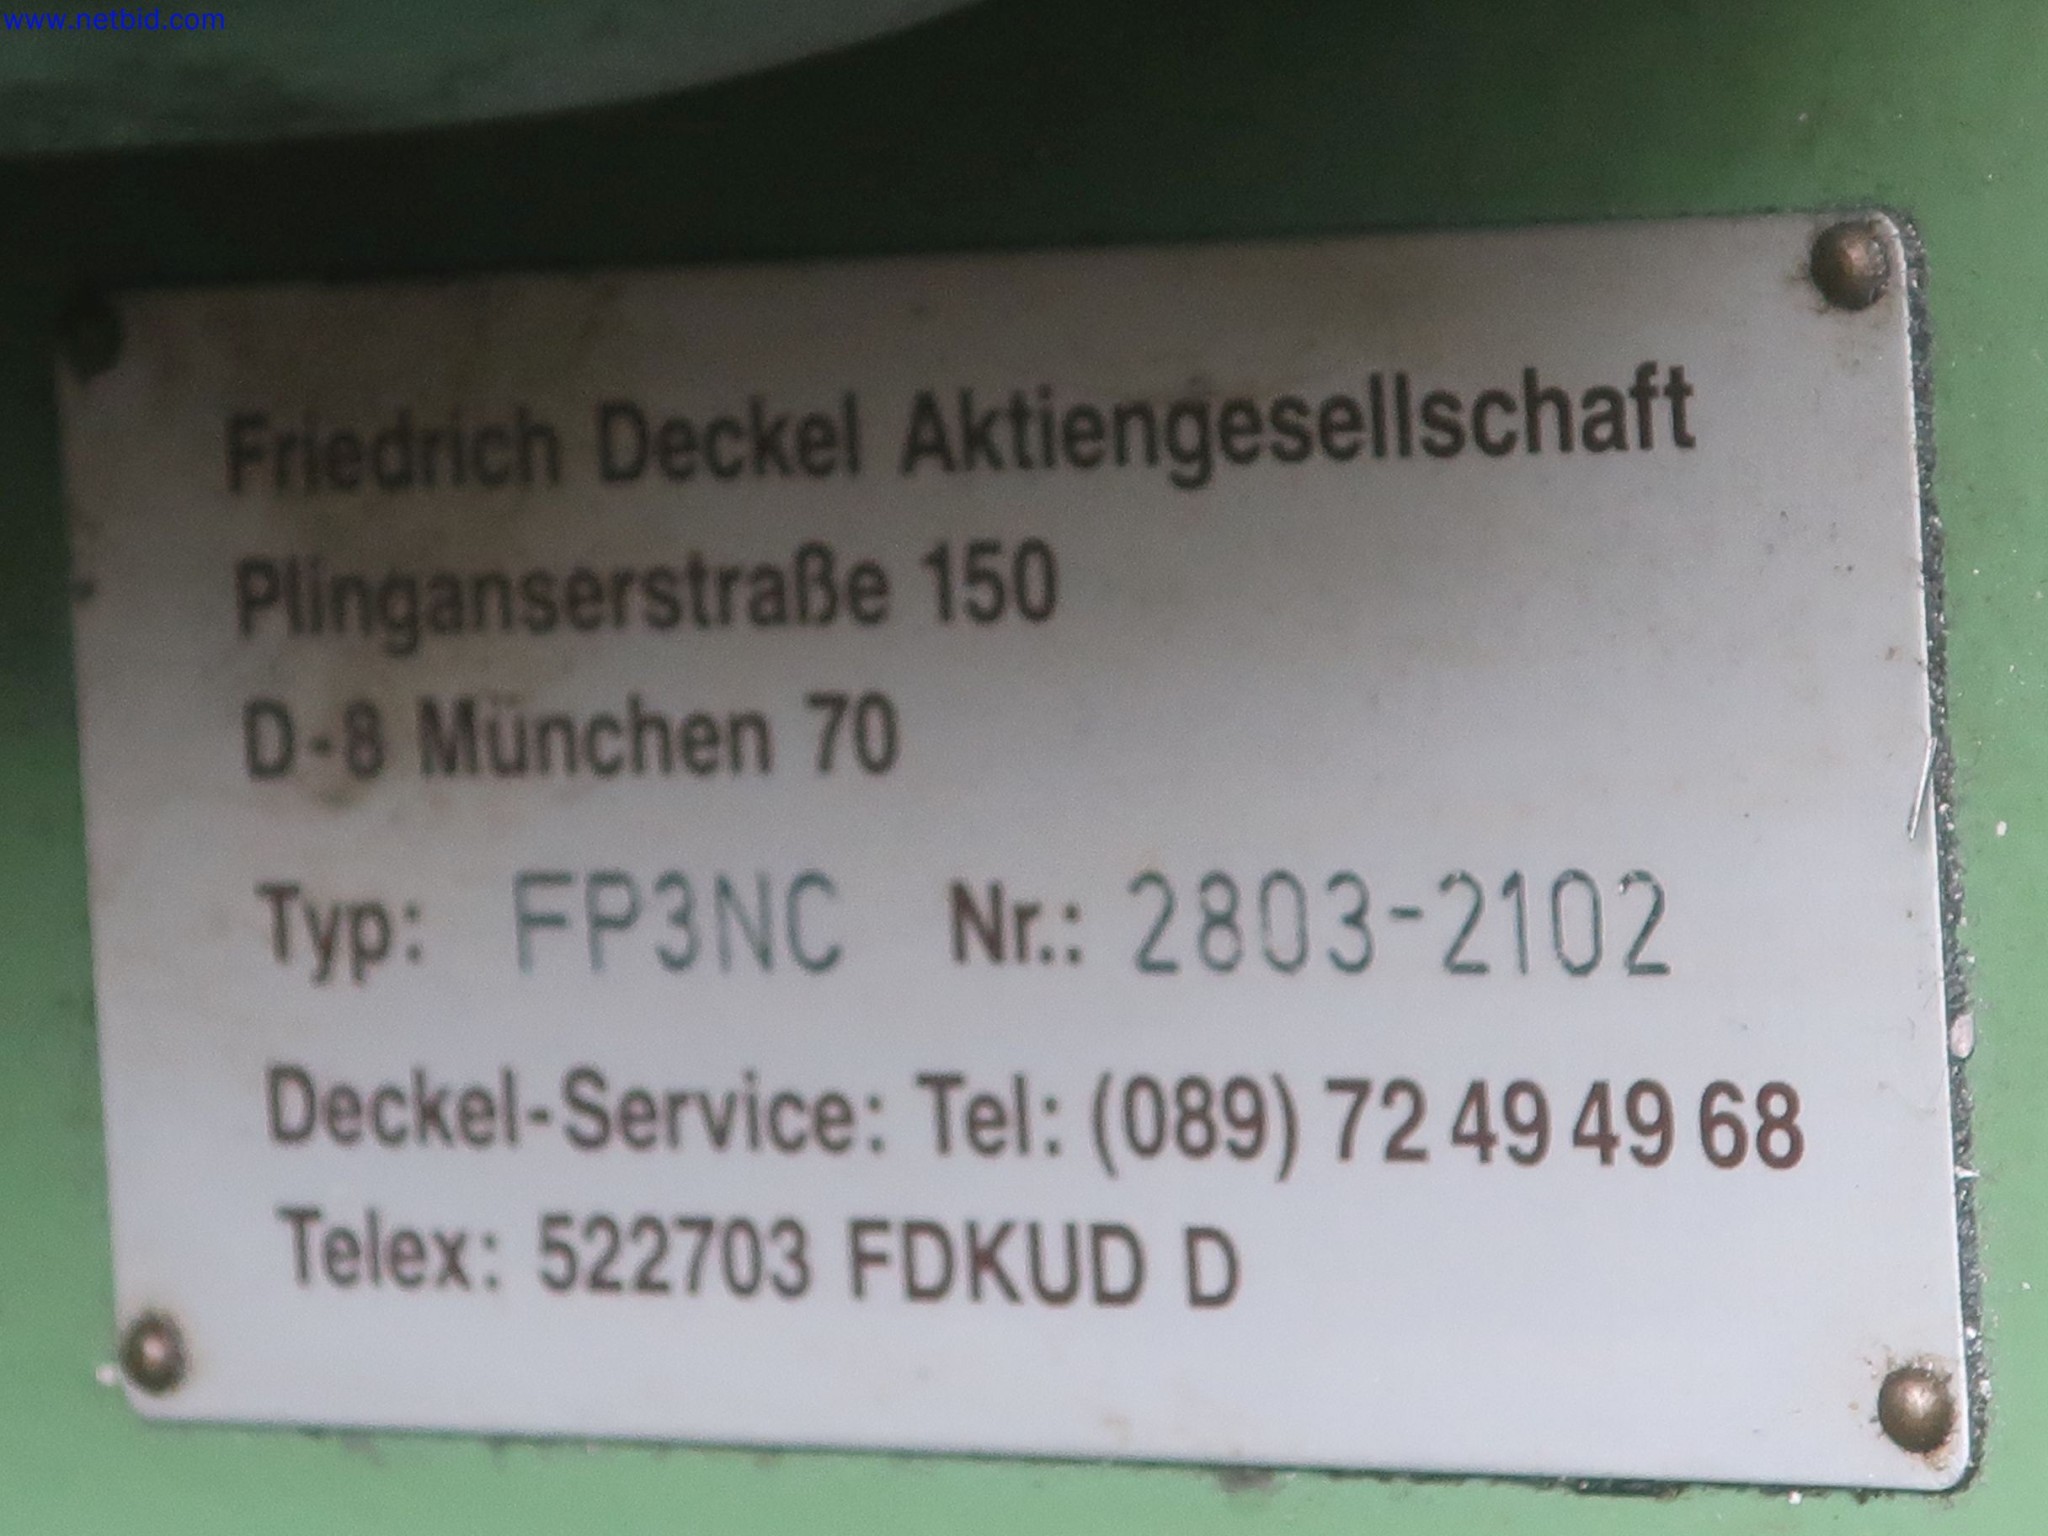 www.netbid.com
Friedrich Deckel Aktiengesellschaft
Plinganserstraße 150
D-8 München 70
Typ: FP3NC Nr.: 2803-2102
Deckel-Service: Tel: (089) 72 49 49 68
Telex: 522703 FDKUD D